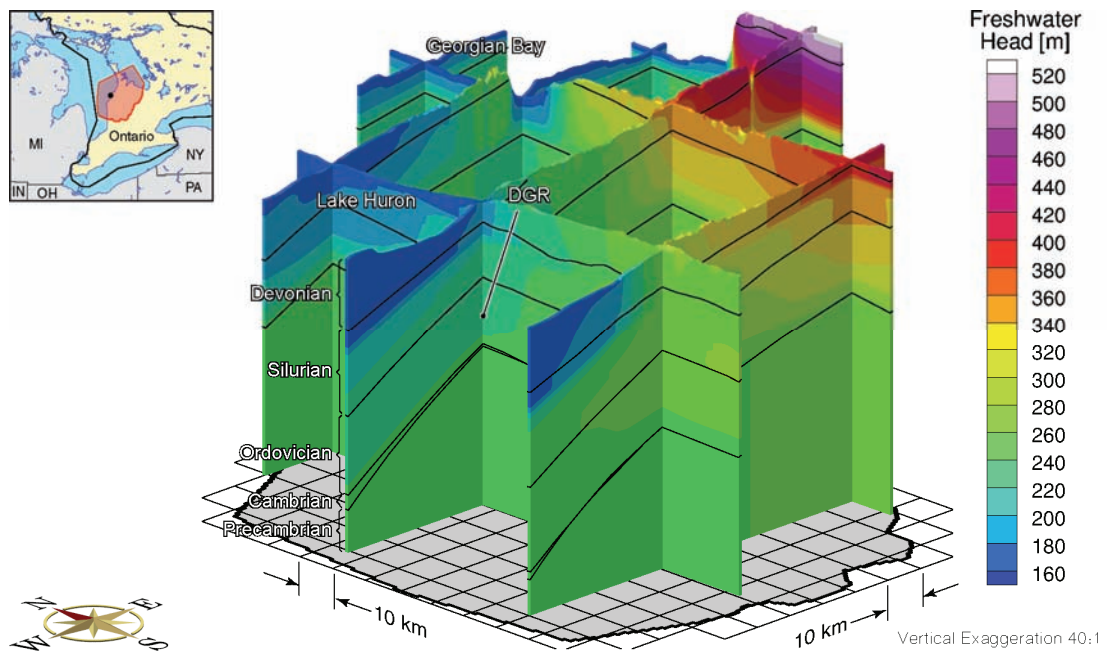 MI
Ontario
NY
IN
OH
PA
Georgian Bay
Lake Huron
DGR
Devonian
Silurian
Ordovician
Cambrian
Precambrian
10 km
10 km
N
E
W
S
Freshwater
Head [m]
520
500
480
460
440
420
400
380
360
340
320
300
280
260
240
220
200
180
160
Vertical Exaggeration 40:1